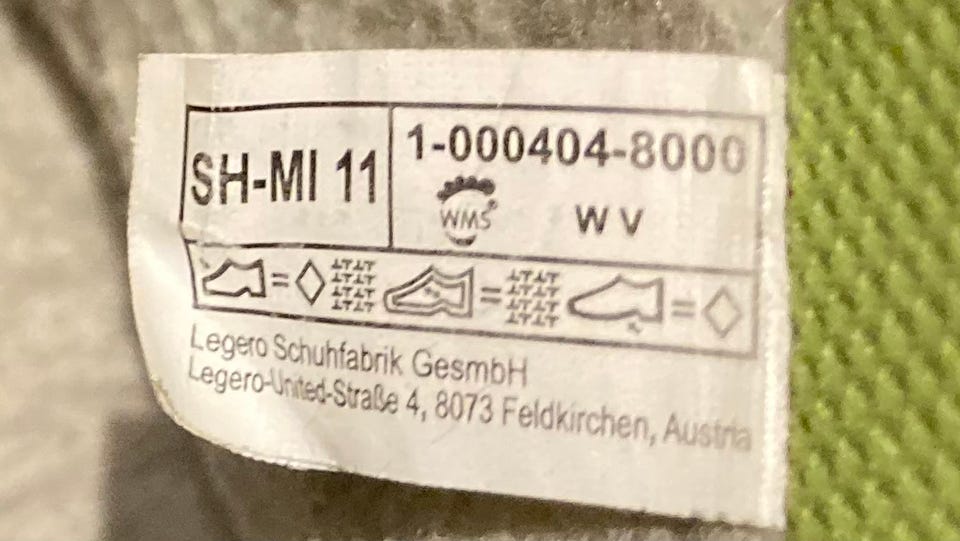 SH-MI 11
1-000404-8000
WMS®
W V
= =  =
Legero Schuhfabrik GesmbH
Legero-United-Straße 4, 8073 Feldkirchen, Austria